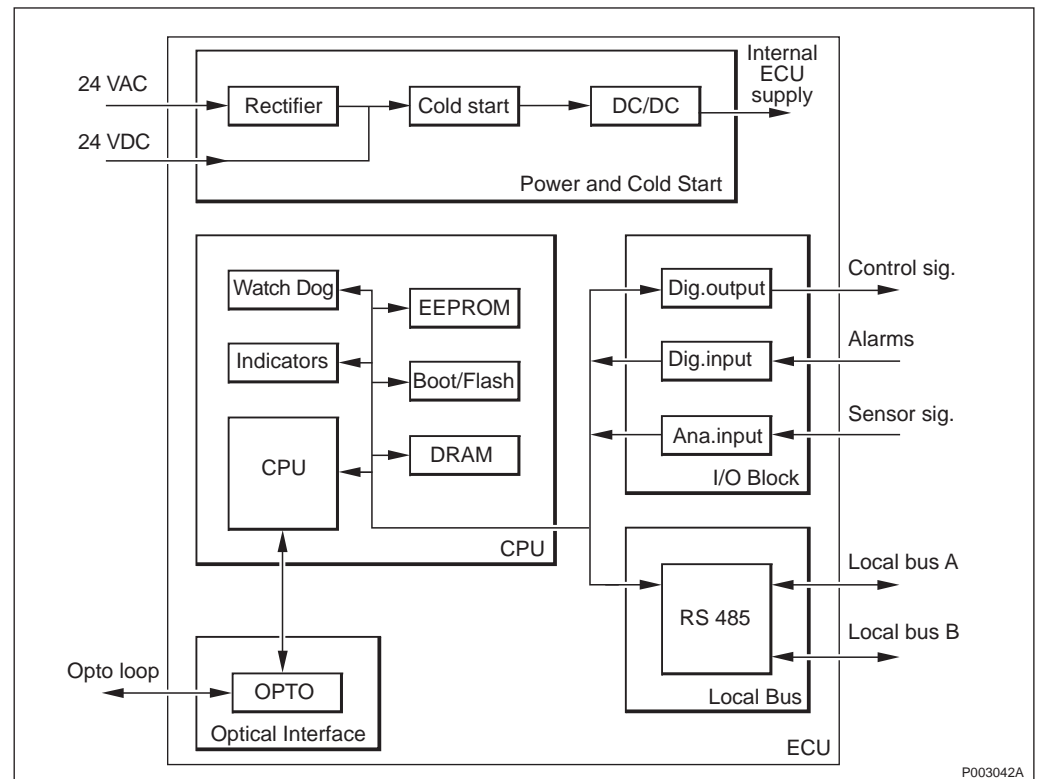 24 VAC
24 VDC
Rectifier
Cold start
DC/DC
Internal
ECU
supply
Power and Cold Start
Watch Dog
EEPROM
Indicators
Boot/Flash
CPU
DRAM
CPU
Dig.output
Control sig.
Dig.input
Alarms
Ana.input
Sensor sig.
I/O Block
RS 485
Local bus A
Local bus B
Local Bus
Opto loop
OPTO
Optical Interface
ECU
P003042A